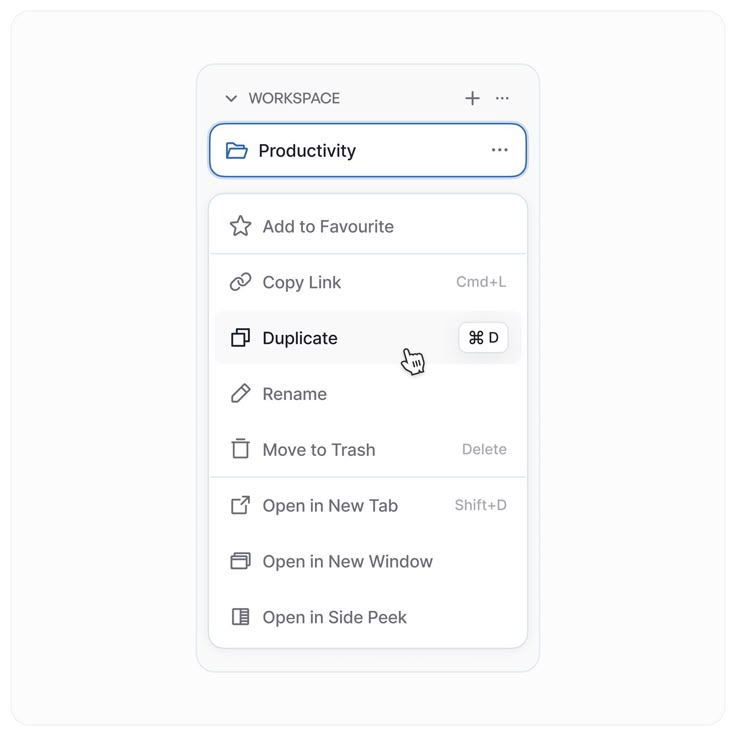 WORKSPACE
Productivity
Add to Favourite
Copy Link Cmd+L
Duplicate ⌘ D
Rename
Move to Trash Delete
Open in New Tab Shift+D
Open in New Window
Open in Side Peek